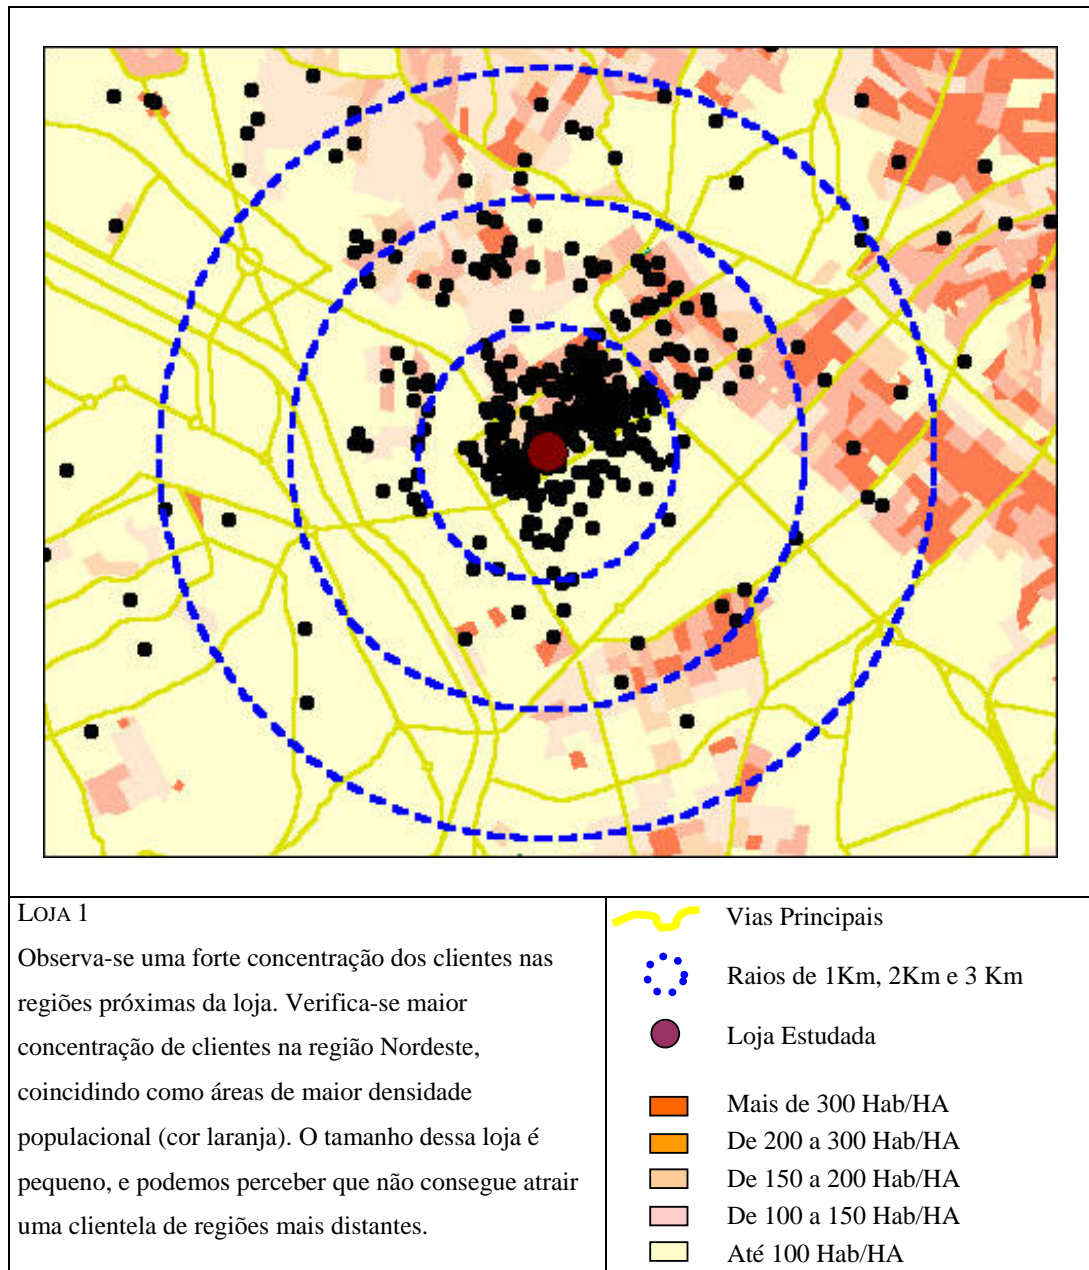 LOJA 1
Observa-se uma forte concentração dos clientes nas
regiões próximas da loja. Verifica-se maior
concentração de clientes na região Nordeste,
coincidindo como áreas de maior densidade
populacional (cor laranja). O tamanho dessa loja é
pequeno, e podemos perceber que não consegue atrair
uma clientela de regiões mais distantes.
Vias Principais
Raios de 1Km, 2Km e 3 Km
Loja Estudada
Mais de 300 Hab/HA
De 200 a 300 Hab/HA
De 150 a 200 Hab/HA
De 100 a 150 Hab/HA
Até 100 Hab/HA